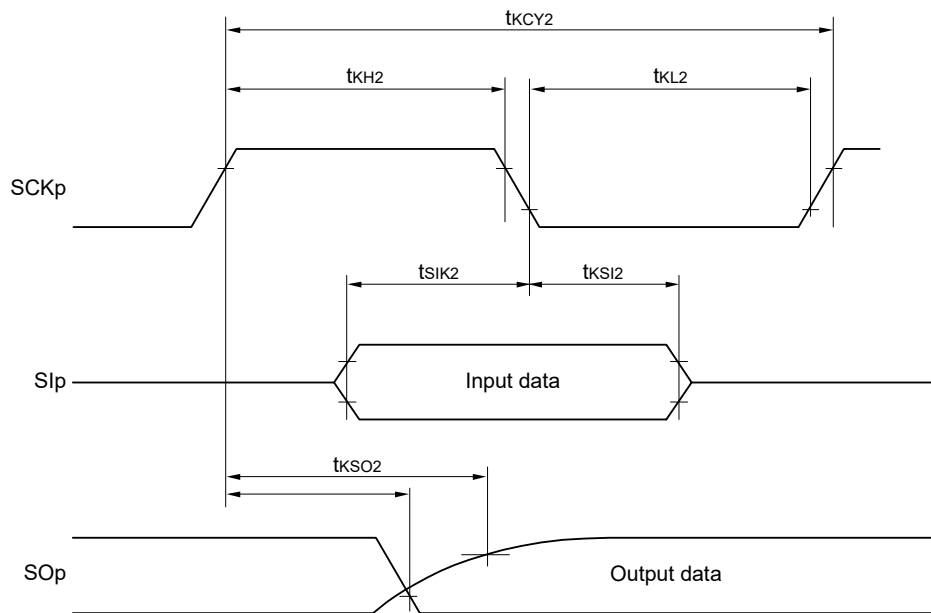 tKCY2
tKH2
tKL2
SCKp
tSIK2
tKSI2
SIp
Input data
tKSO2
SOp
Output data